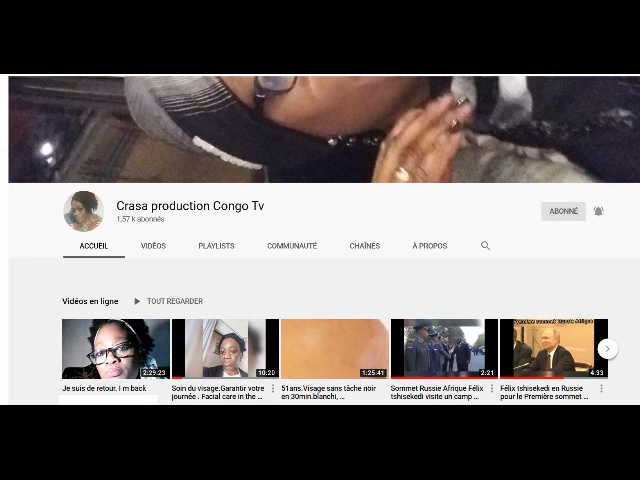 Crasa production Congo Tv
1,57 k abonnés
ABONNÉ
ACCUEIL
VIDÉOS
PLAYLISTS
COMMUNAUTÉ
CHAÎNES
À PROPOS
Vidéos en ligne
TOUT REGARDER
2:29:23
10:20
1:25:41
2:21
4:33
Je suis de retour. I m back
Soin du visage.Garantir votre
journée . Facial care in the ...
51ans.Visage sans tâche noir
en 30min.blanchi, ...
Sommet Russie Afrique Félix
tshisekedi visite un camp ...
Félix tshisekedi en Russie
pour le Première sommet ...